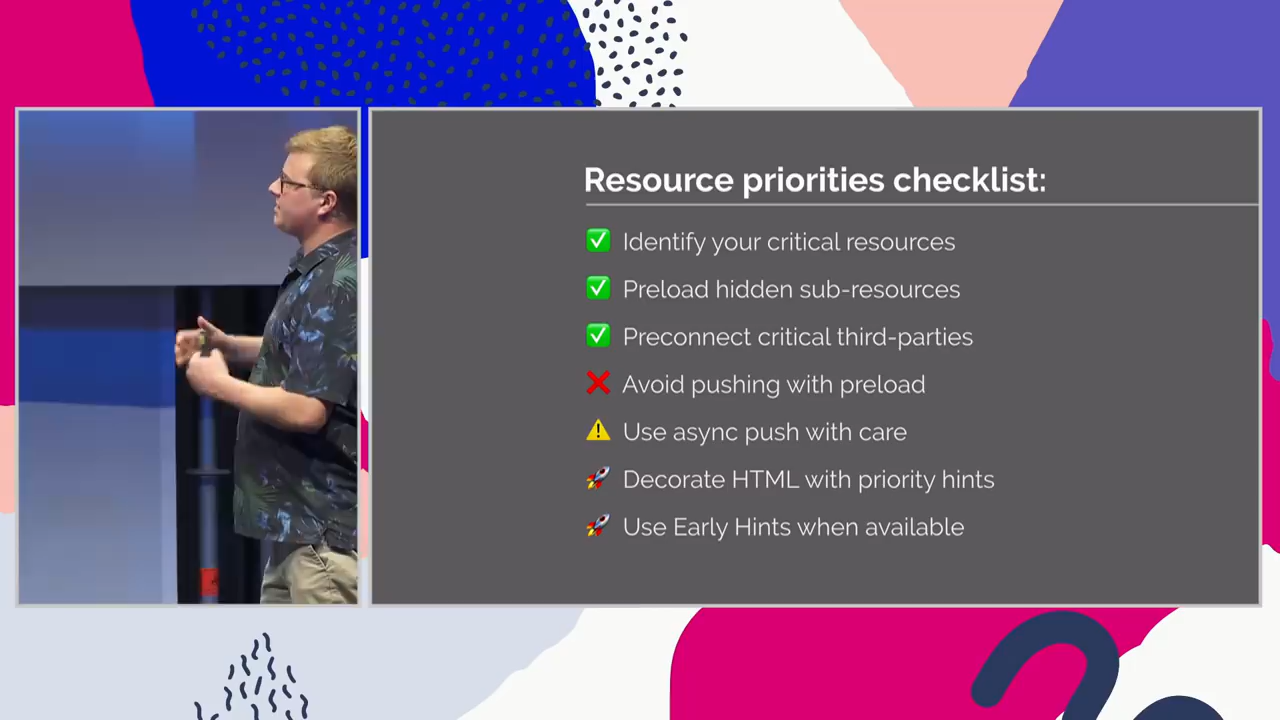 Resource priorities checklist:
✅ Identify your critical resources
✅ Preload hidden sub-resources
✅ Preconnect critical third-parties
❌ Avoid pushing with preload
⚠️ Use async push with care
🚀 Decorate HTML with priority hints
🚀 Use Early Hints when available